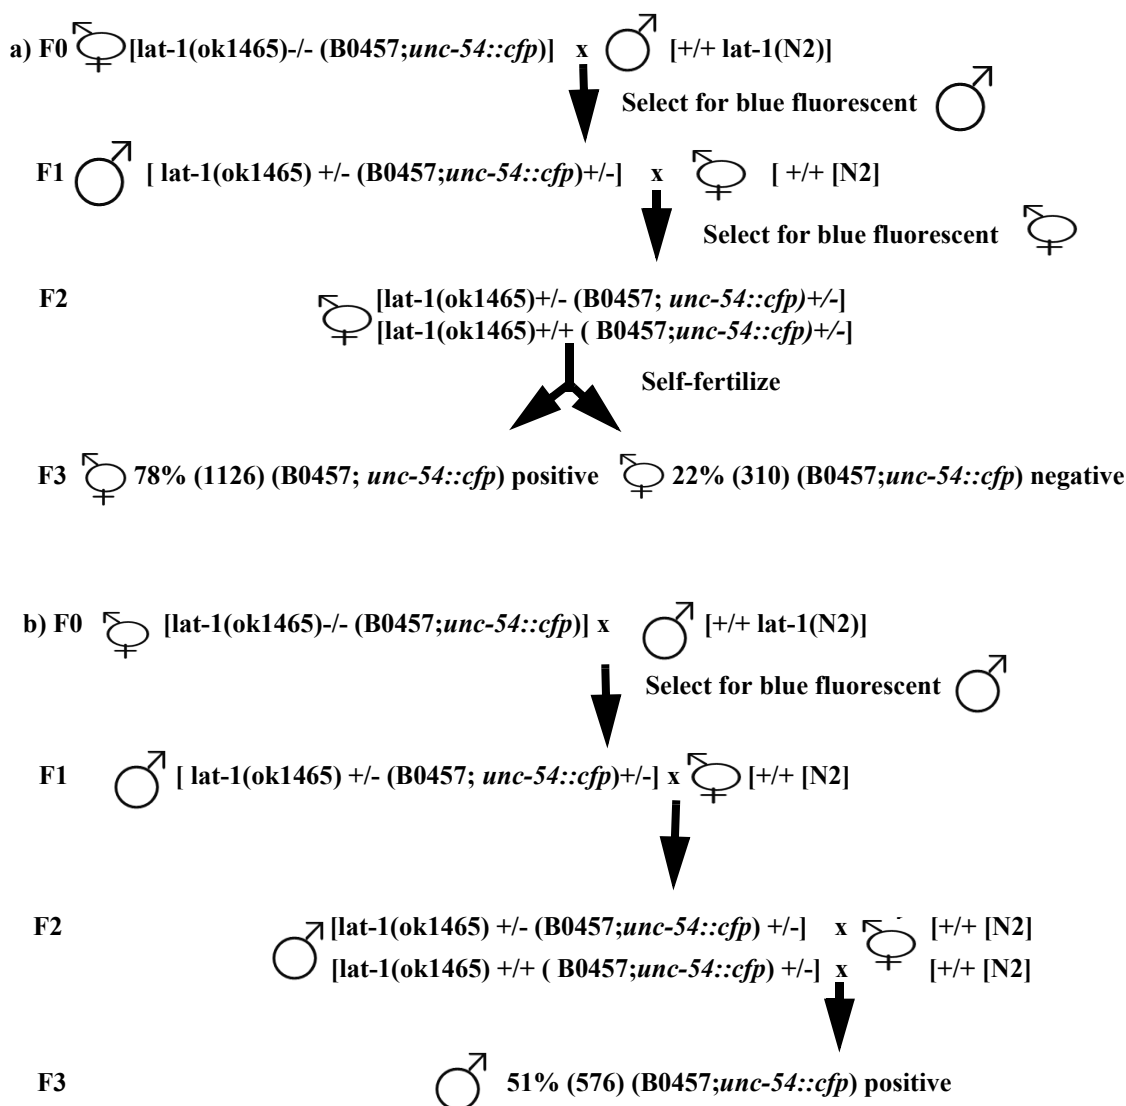 a) F0 [lat-1(ok1465)-/- (B0457;unc-54::cfp)] x [+/+ lat-1(N2)]
Select for blue fluorescent
F1 [ lat-1(ok1465) +/- (B0457;unc-54::cfp)+/-] x [ +/+ [N2]
Select for blue fluorescent
F2 [lat-1(ok1465)+/- (B0457; unc-54::cfp)+/-]
[lat-1(ok1465)+/+ ( B0457;unc-54::cfp)+/-]
Self-fertilize
F3 78% (1126) (B0457; unc-54::cfp) positive 22% (310) (B0457;unc-54::cfp) negative
b) F0 [lat-1(ok1465)-/- (B0457;unc-54::cfp)] x [+/+ lat-1(N2)]
Select for blue fluorescent
F1 [ lat-1(ok1465) +/- (B0457; unc-54::cfp)+/-] x [+/+ [N2]
F2 [lat-1(ok1465) +/- (B0457;unc-54::cfp) +/-] x [+/+ [N2]
[lat-1(ok1465) +/+ ( B0457;unc-54::cfp) +/-] x [+/+ [N2]
F3 51% (576) (B0457;unc-54::cfp) positive